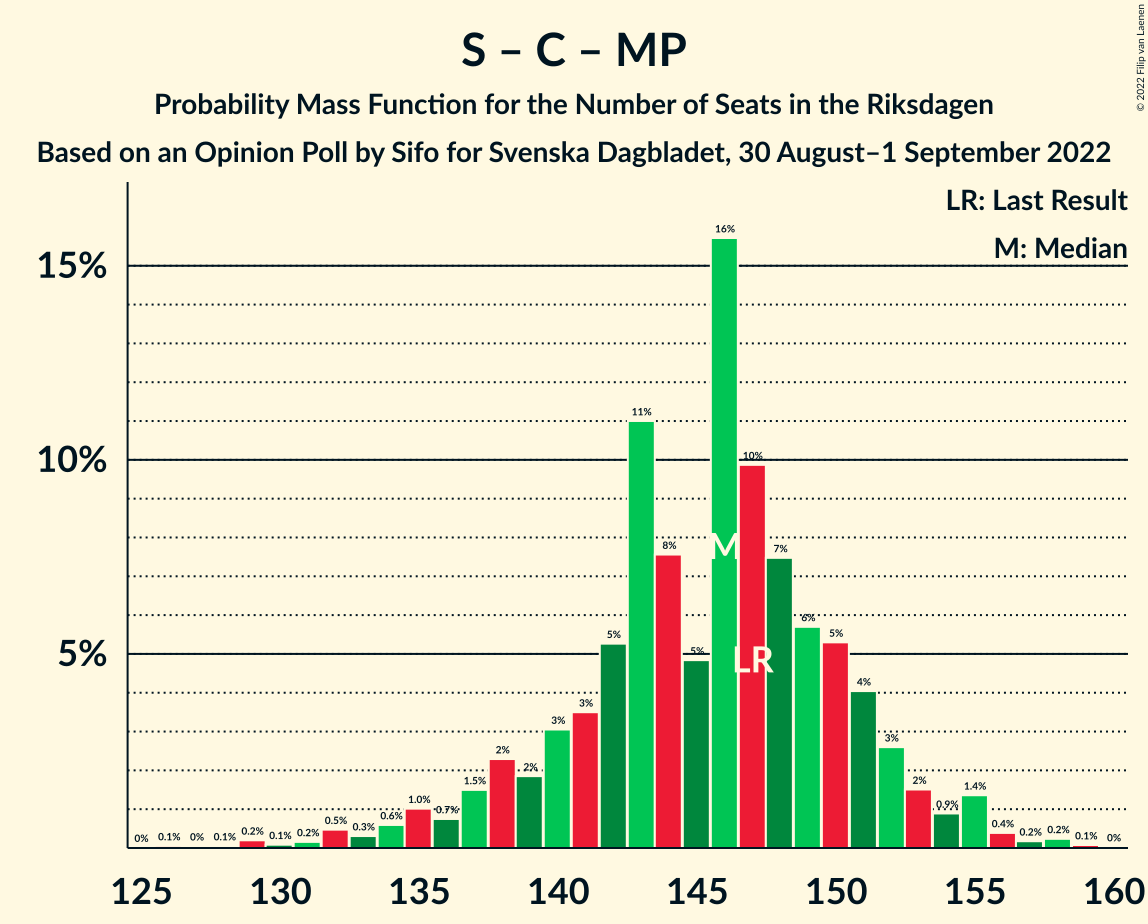 S – C – MP
Probability Mass Function for the Number of Seats in the Riksdagen
Based on an Opinion Poll by Sifo for Svenska Dagbladet, 30 August–1 September 2022
© 2022 Filip van Laenen
LR: Last Result
M: Median
15%
10%
5%
0% 0.1% 0% 0.1% 0.2% 0.1% 0.2% 0.5% 0.3% 0.6% 1.0% 0.7% 1.5% 2% 2% 3% 3% 5% 11% 8% 5% 16% 10% 7% 6% 5% 4% 3% 2% 0.9% 1.4% 0.4% 0.2% 0.2% 0.1% 0%
M
LR
125 130 135 140 145 150 155 160